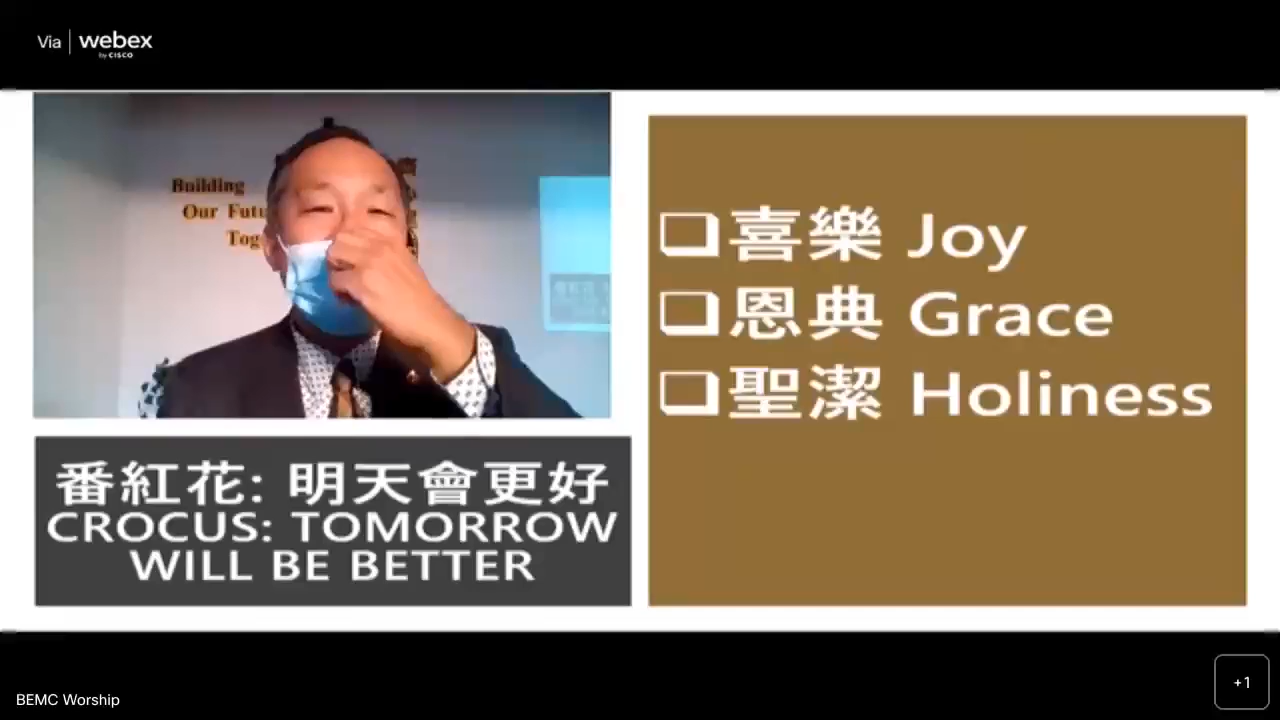 Via webex
by CISCO
Building
Our Futu
Tog
❑喜樂 Joy
❑恩典 Grace
❑聖潔 Holiness
番紅花: 明天會更好
CROCUS: TOMORROW
WILL BE BETTER
BEMC Worship
+1